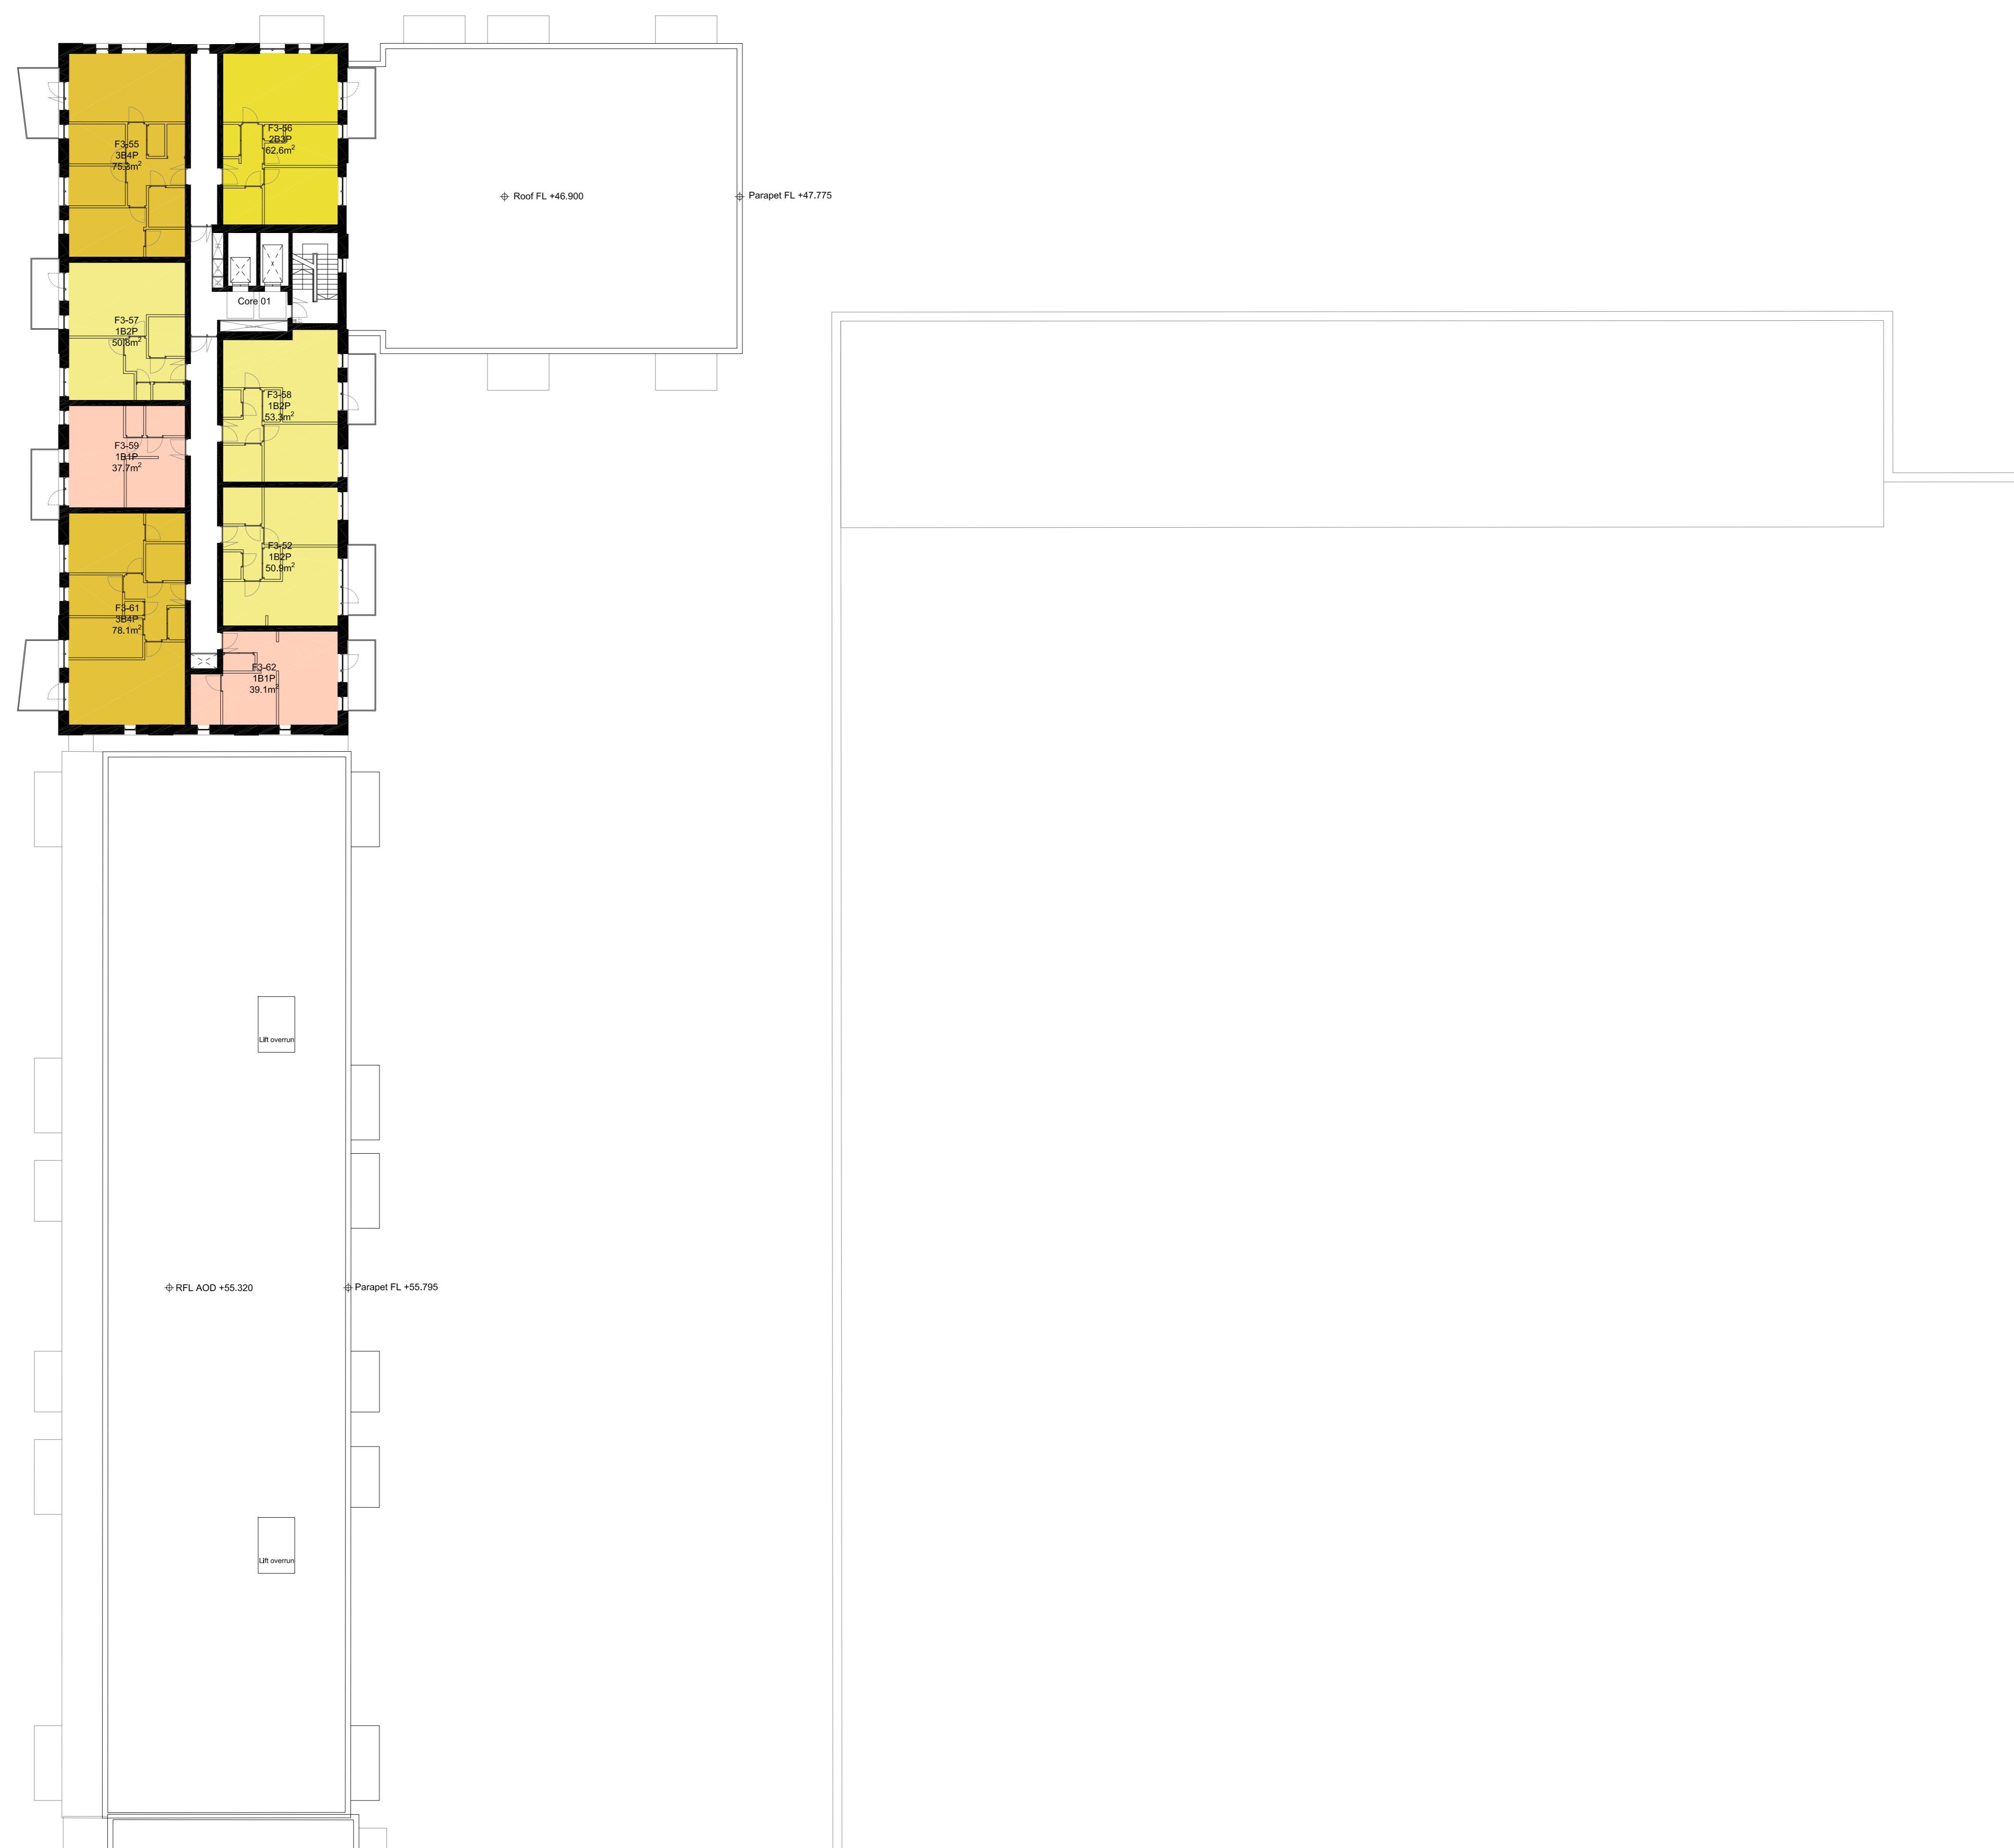 F3-55
3B4P
75.3m²
F3-56
2B3P
62.6m²
Roof FL +46.900
Parapet FL +47.775
Core 01
F3-57
1B2P
50.8m²
F3-58
1B2P
53.3m²
F3-59
1B1P
37.7m²
F3-52
1B2P
50.9m²
F3-61
3B4P
78.1m²
F3-62
1B1P
39.1m²
Lift overrun
RFL AOD +55.320
Parapet FL +55.795
Lift overrun